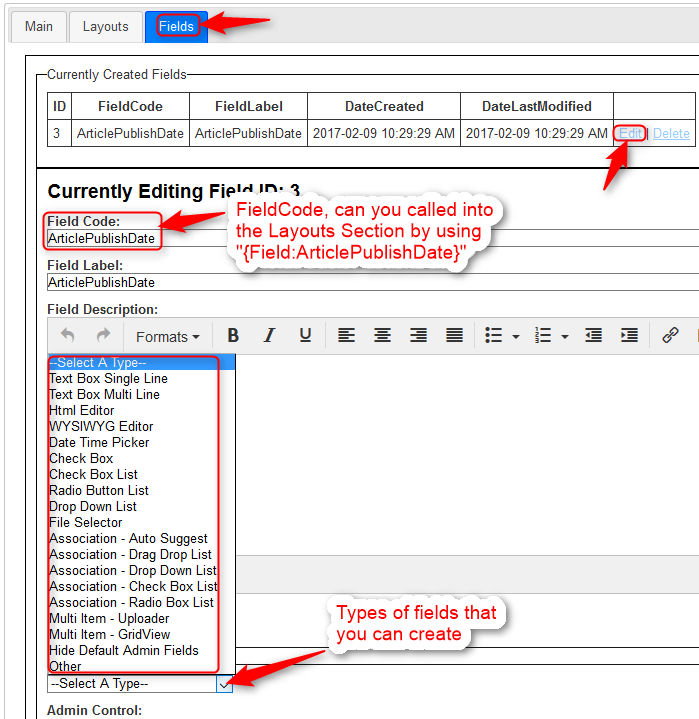 Main Layouts Fields
Currently Created Fields
ID FieldCode FieldLabel DateCreated DateLastModified
3 ArticlePublishDate ArticlePublishDate 2017-02-09 10:29:29 AM 2017-02-09 10:29:29 AM Edit | Delete
Currently Editing Field ID: 3
Field Code:
ArticlePublishDate
FieldCode, can you called into
the Layouts Section by using
"{Field:ArticlePublishDate}"
Field Label:
ArticlePublishDate
Field Description:
Formats B I U
--Select A Type--
Text Box Single Line
Text Box Multi Line
Html Editor
WYSIWYG Editor
Date Time Picker
Check Box
Check Box List
Radio Button List
Drop Down List
File Selector
Association - Auto Suggest
Association - Drag Drop List
Association - Drop Down List
Association - Check Box List
Association - Radio Box List
Multi Item - Uploader
Multi Item - GridView
Hide Default Admin Fields
Other
Types of fields that
you can create
--Select A Type--
Admin Control: